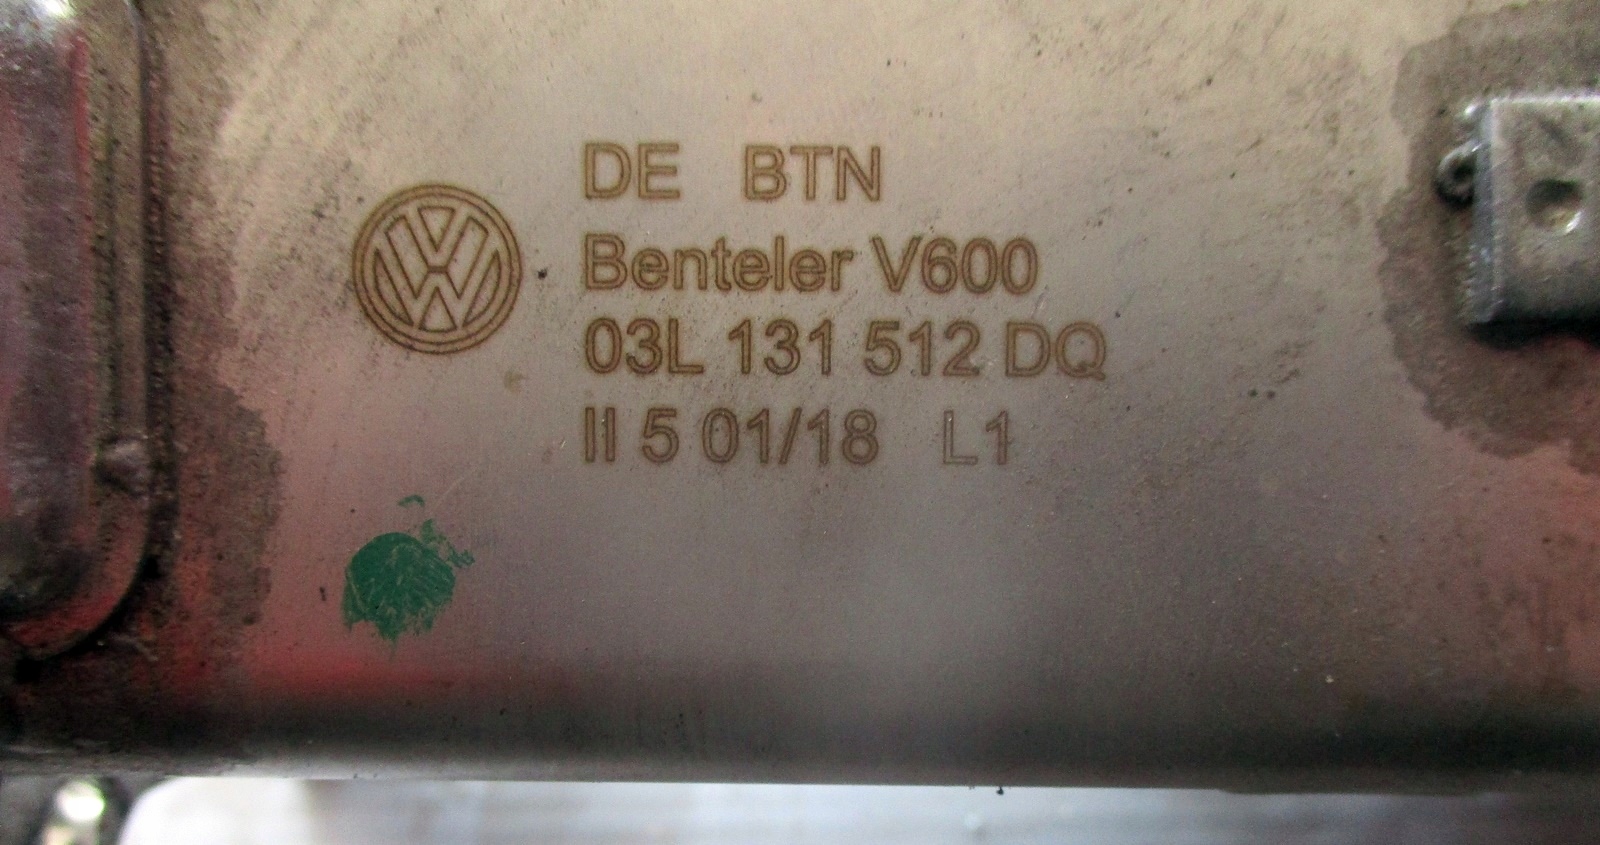 DE BTN
Benteler V600
03L 131 512 DQ
II 5 01/18 L1